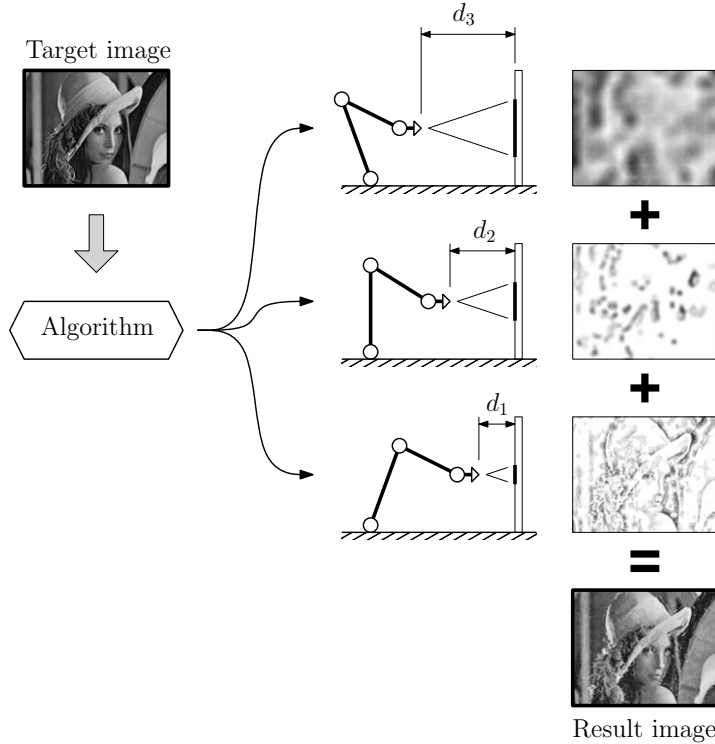 Target image
Algorithm
d₃
d₂
d₁
+
+
=
Result image